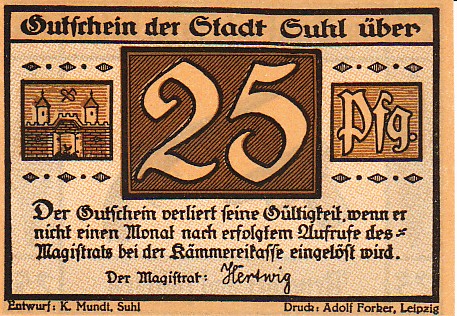 Gutschein der Stadt Suhl über
25
Pfg.
Der Gutschein verliert seine Gültigkeit, wenn er
nicht einen Monat nach erfolgtem Aufrufe des=
Magistrats bei der Kämmereikasse eingelöst wird.
Der Magistrat: Hertwig
Entwurf: K. Mundt, Suhl Druck: Adolf Forker, Leipzig